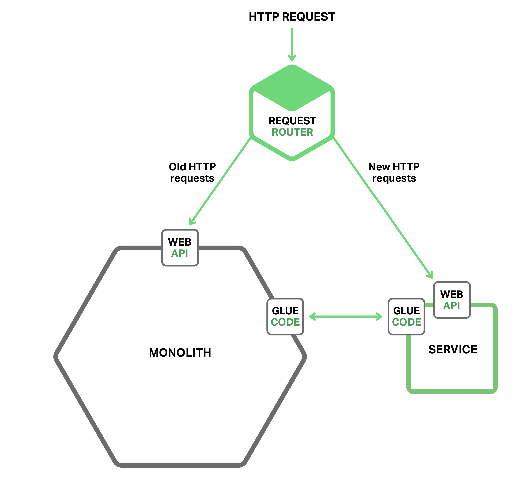 HTTP REQUEST
REQUEST
ROUTER
Old HTTP
requests
New HTTP
requests
WEB
API
WEB
API
GLUE
CODE
GLUE
CODE
MONOLITH
SERVICE